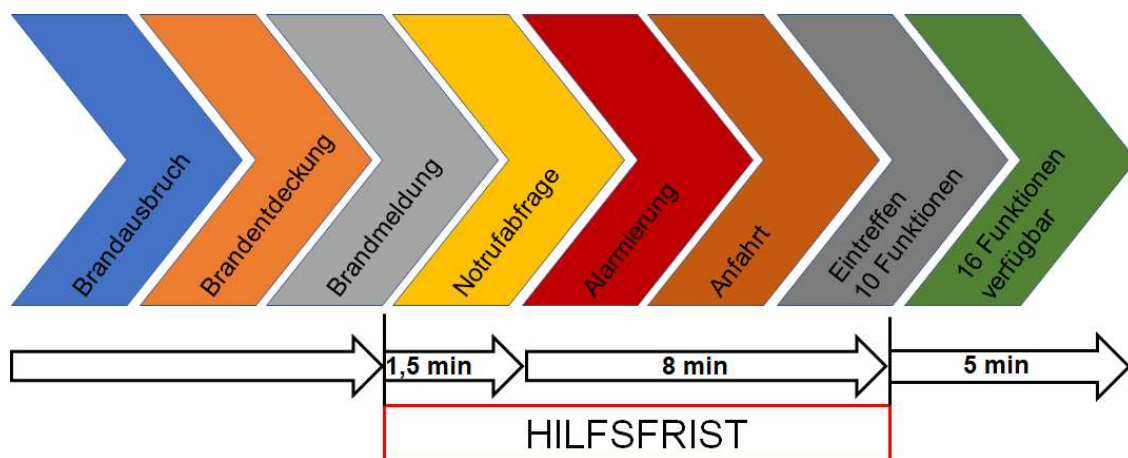 Brandausbruch
Brandentdeckung
Brandmeldung
Notrufabfrage
Alarmierung
Anfahrt
Eintreffen
10 Funktionen
16 Funktionen
verfügbar
1,5 min
8 min
5 min
HILFSFRIST